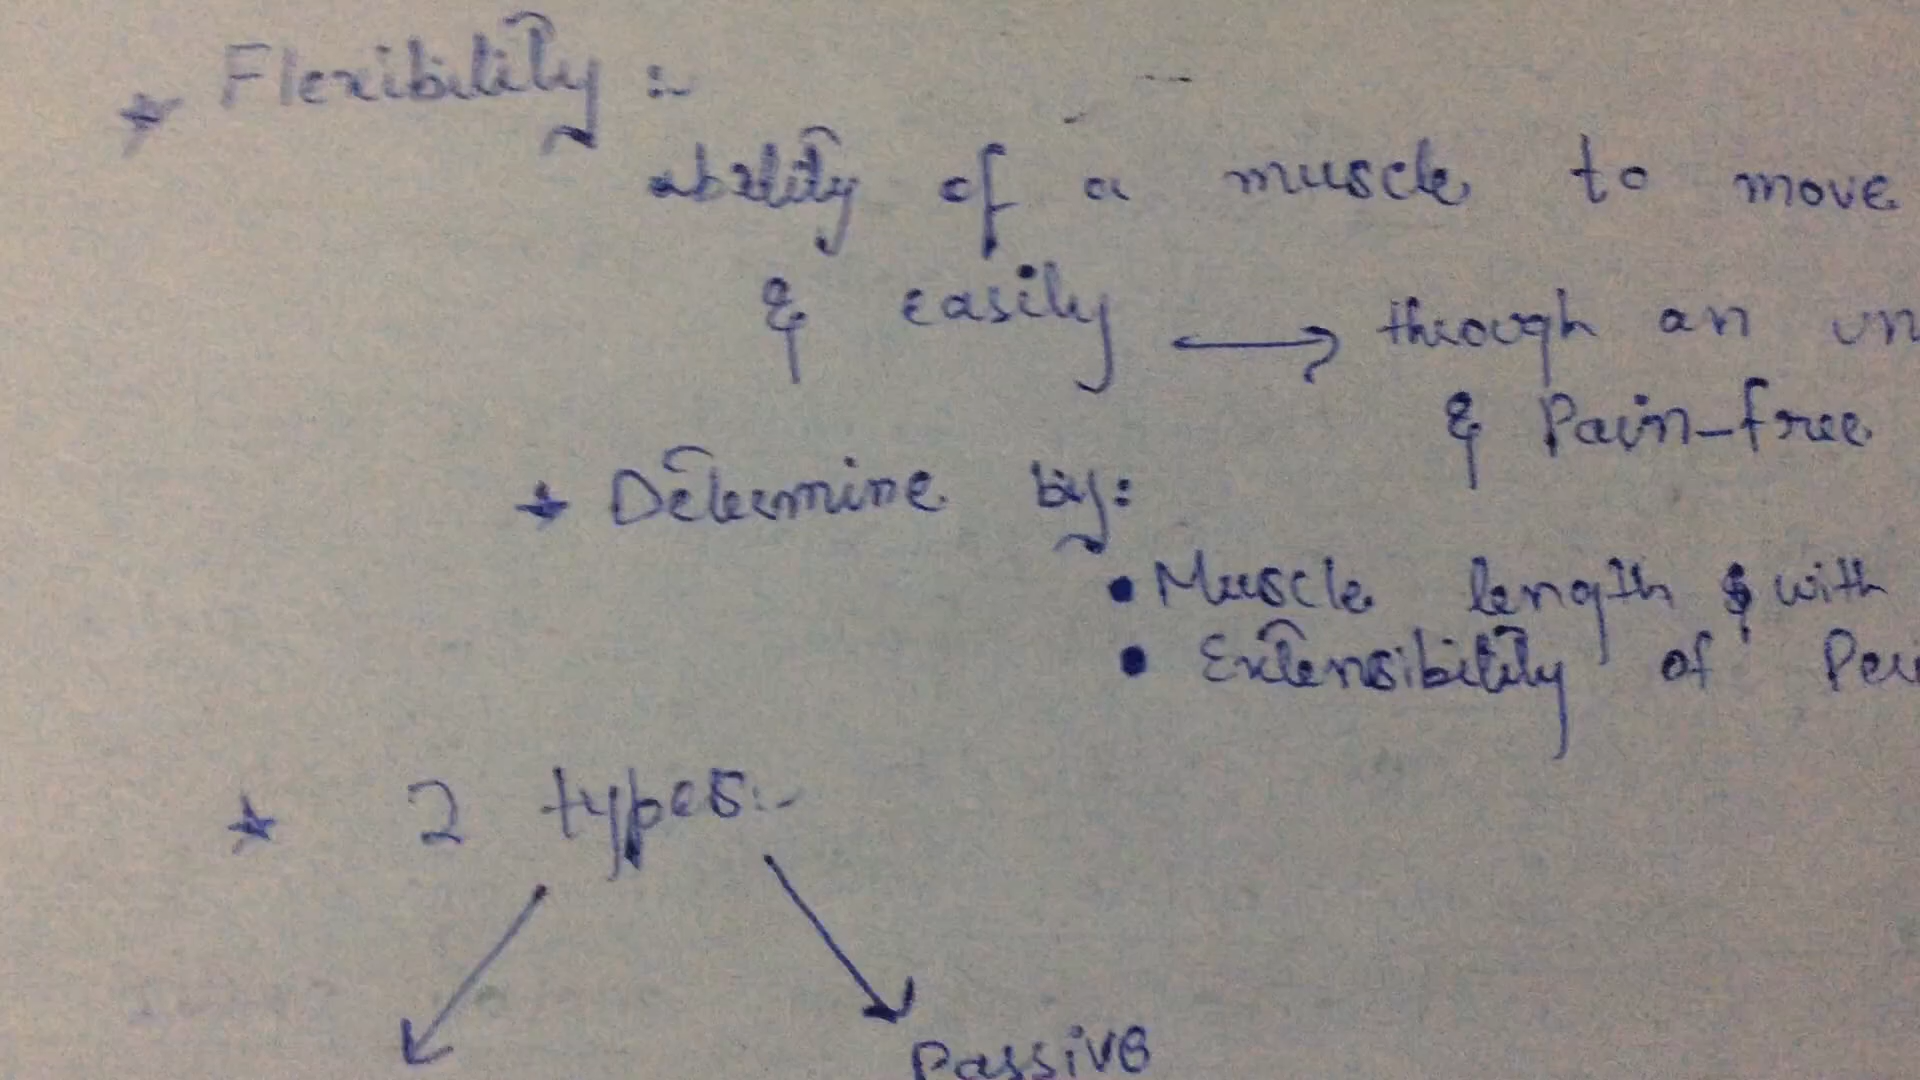 * Flexibility :-
ability of a muscle to move
& easily → through an
& Pain-free
* Determine by:
• Muscle length with
• Extensibility of
* 2 types:-
Passive